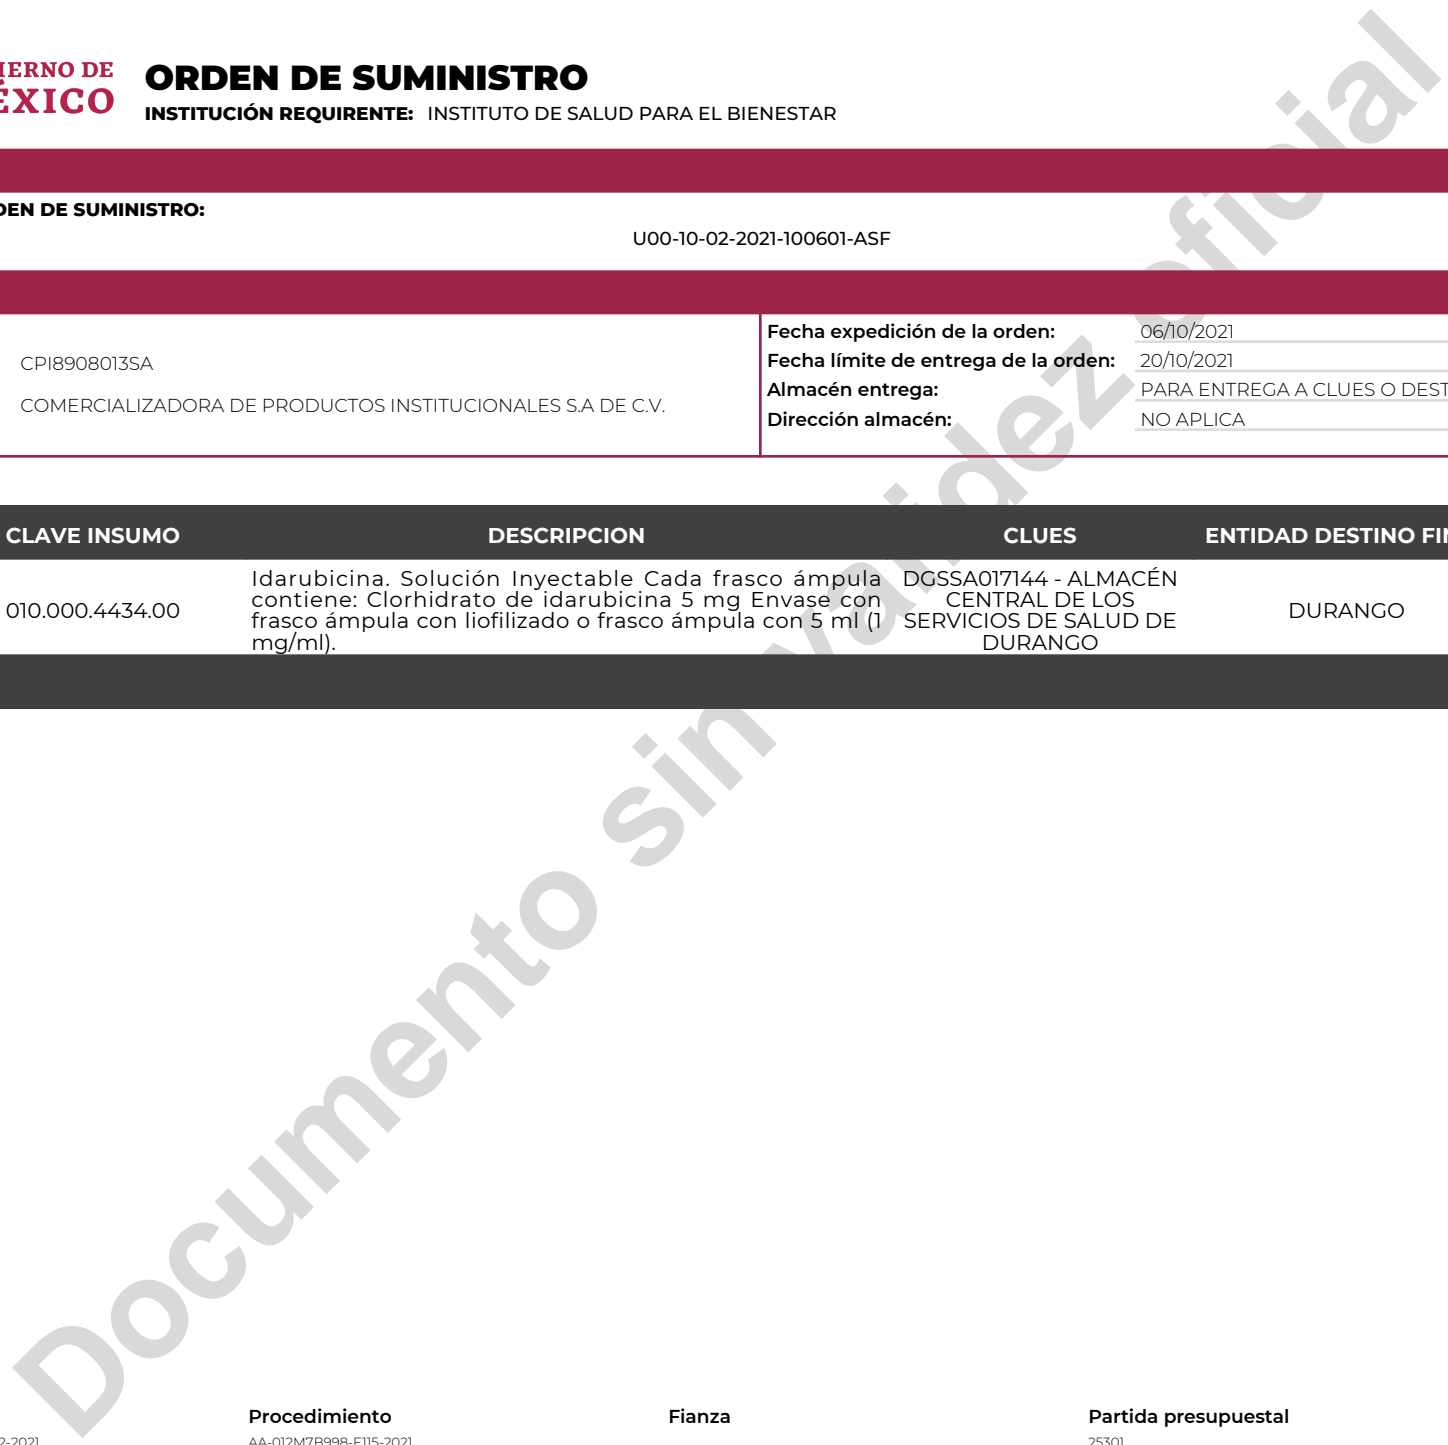 ORDEN DE SUMINISTRO
INSTITUCIÓN REQUIRENTE: INSTITUTO DE SALUD PARA EL BIENESTAR
IERNO DE
ÉXICO
DEN DE SUMINISTRO:
U00-10-02-2021-100601-ASF
CPI8908013SA
COMERCIALIZADORA DE PRODUCTOS INSTITUCIONALES S.A DE C.V.
Fecha expedición de la orden: 06/10/2021
Fecha límite de entrega de la orden: 20/10/2021
Almacén entrega: PARA ENTREGA A CLUES O DEST
Dirección almacén: NO APLICA
CLAVE INSUMO DESCRIPCION CLUES ENTIDAD DESTINO FIN
010.000.4434.00
Idarubicina. Solución Inyectable Cada frasco ámpula
contiene: Clorhidrato de idarubicina 5 mg Envase con
frasco ámpula con liofilizado o frasco ámpula con 5 ml (1
mg/ml).
DGSSA017144 - ALMACÉN
CENTRAL DE LOS
SERVICIOS DE SALUD DE
DURANGO
DURANGO
Documento sin validez oficial
Procedimiento Fianza Partida presupuestal
2-2021 AA-012M7B998-E115-2021 25301